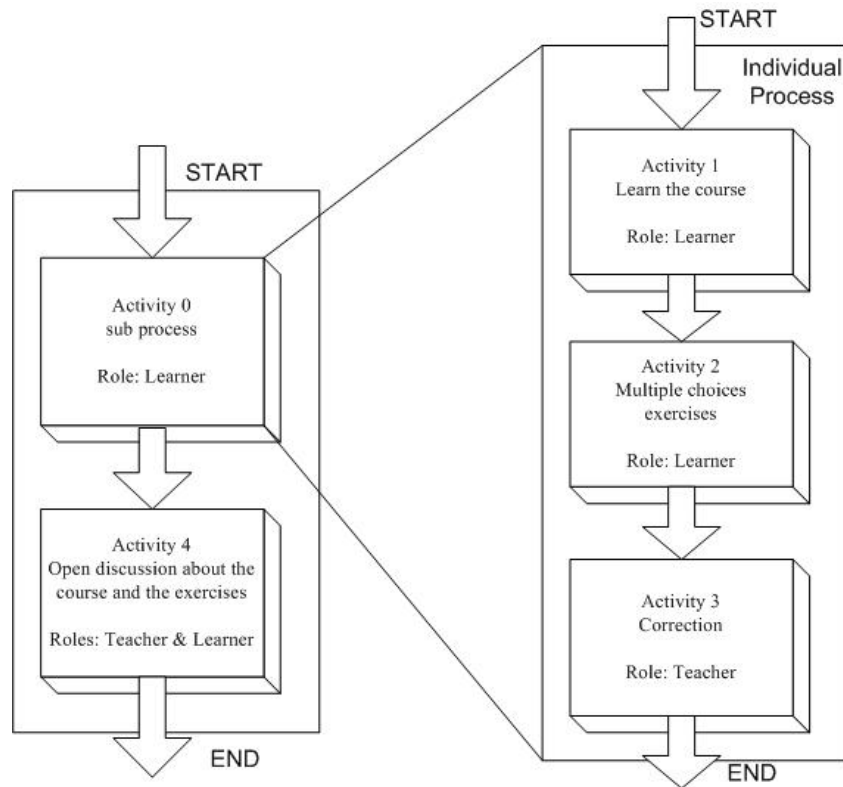 START
Activity 0
sub process
Role: Learner
Activity 4
Open discussion about the
course and the exercises
Roles: Teacher & Learner
END
START
Individual
Process
Activity 1
Learn the course
Role: Learner
Activity 2
Multiple choices
exercises
Role: Learner
Activity 3
Correction
Role: Teacher
END